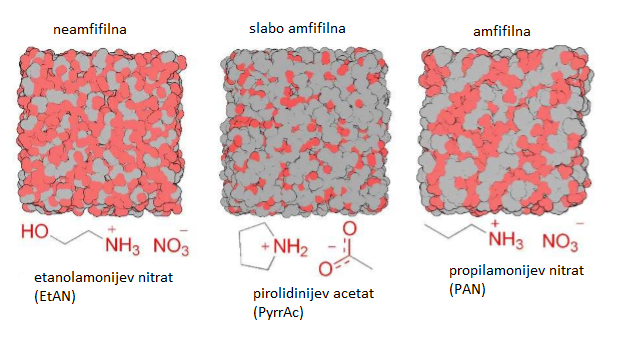 neamfifilna
slabo amfifilna
amfifilna
HO
+
NH3 NO3 −
etanolamonijev nitrat
(EtAN)
+NH2
− O
O
pirolidinijev acetat
(PyrrAc)
+
NH3 NO3 −
propilamonijev nitrat
(PAN)